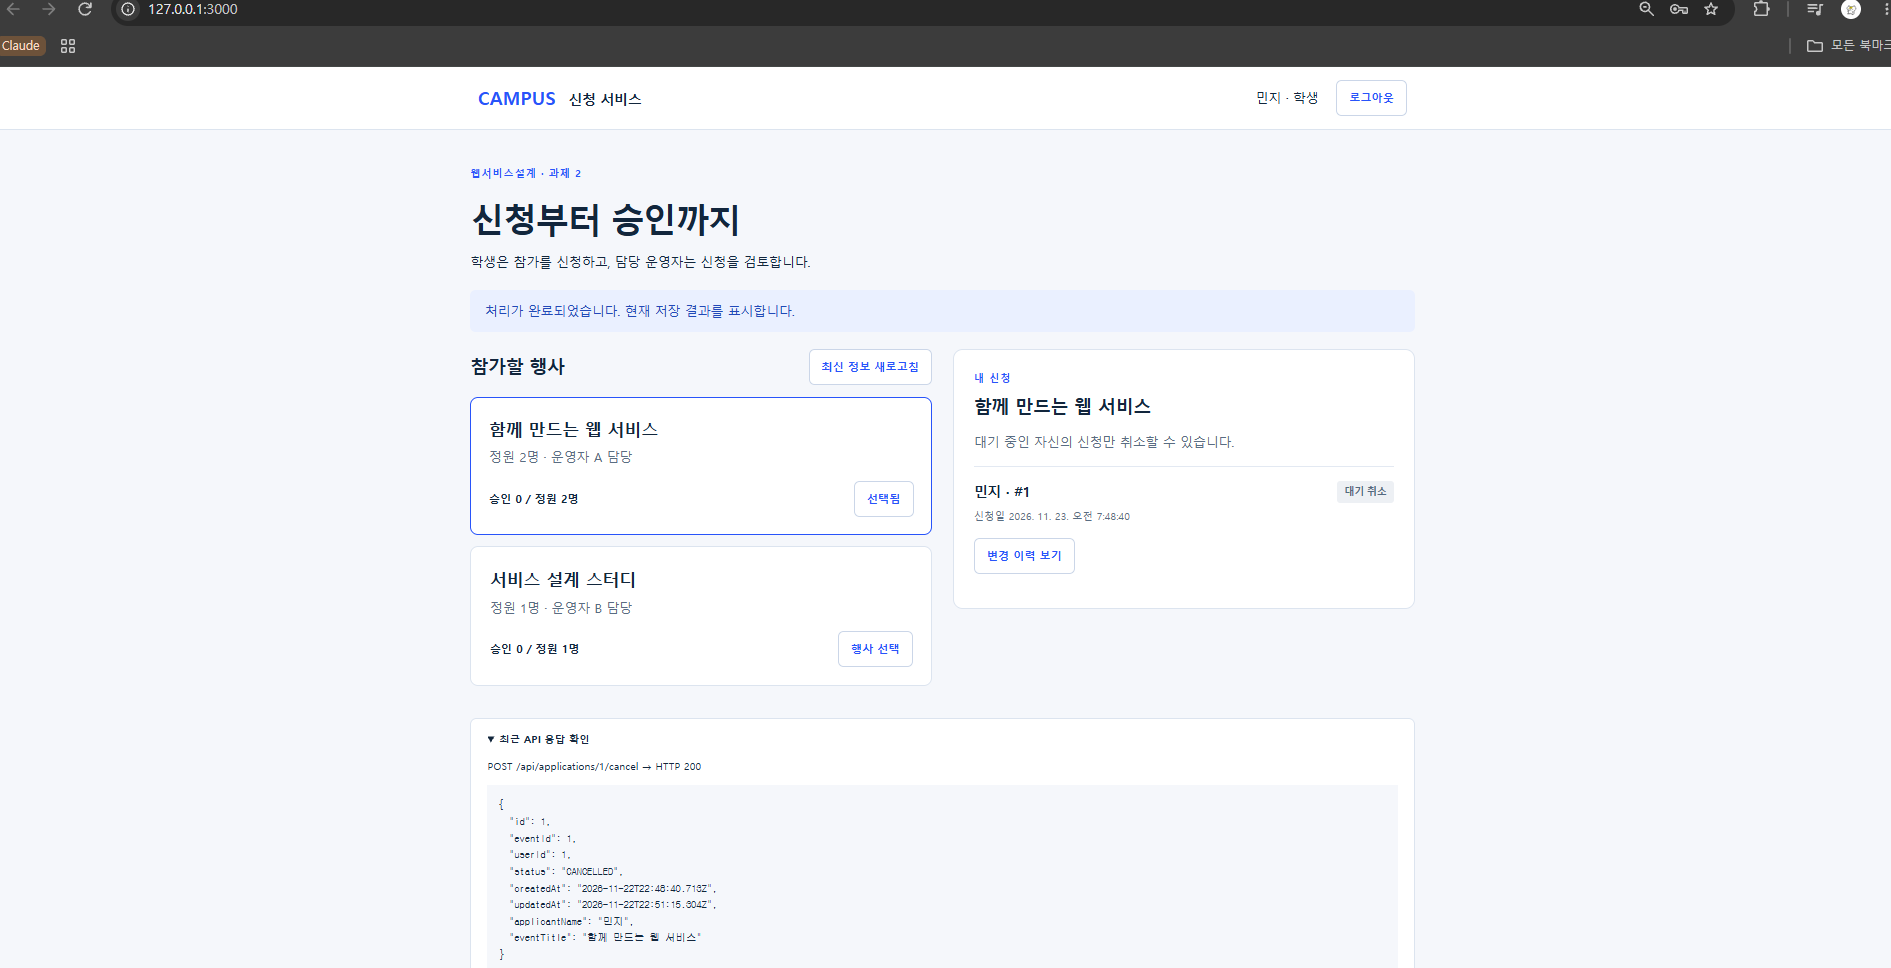 127.0.0.1:3000
Claude
모든 북마크
CAMPUS 신청 서비스
민지 · 학생
로그아웃
웹서비스설계 · 과제 2
신청부터 승인까지
학생은 참가를 신청하고, 담당 운영자는 신청을 검토합니다.
처리가 완료되었습니다. 현재 저장 결과를 표시합니다.
참가할 행사
최신 정보 새로고침
함께 만드는 웹 서비스
정원 2명 · 운영자 A 담당
승인 0 / 정원 2명
선택됨
서비스 설계 스터디
정원 1명 · 운영자 B 담당
승인 0 / 정원 1명
행사 선택
내 신청
함께 만드는 웹 서비스
대기 중인 자신의 신청만 취소할 수 있습니다.
민지 · #1
대기 취소
신청일 2026. 11. 23. 오전 7:48:40
변경 이력 보기
▼ 최근 API 응답 확인
POST /api/applications/1/cancel → HTTP 200
{
"id": 1,
"eventId": 1,
"userId": 1,
"status": "CANCELLED",
"createdAt": "2026-11-22T22:48:40.713Z",
"updatedAt": "2026-11-22T22:51:15.304Z",
"applicantName": "민지",
"eventTitle": "함께 만드는 웹 서비스"
}